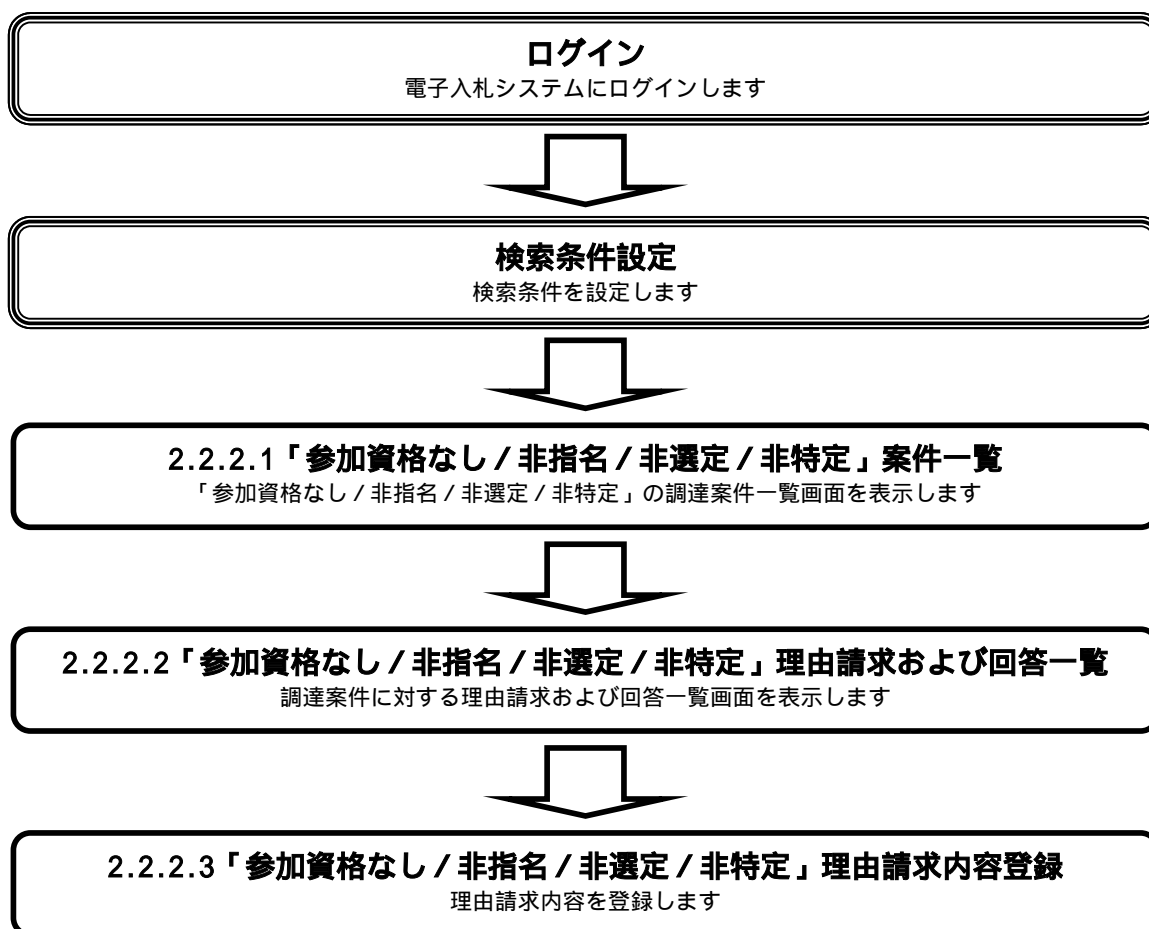 ログイン
電子入札システムにログインします
検索条件設定
検索条件を設定します
2.2.2.1「参加資格なし／非指名／非選定／非特定」案件一覧
「参加資格なし／非指名／非選定／非特定」の調達案件一覧画面を表示します
2.2.2.2「参加資格なし／非指名／非選定／非特定」理由請求および回答一覧
調達案件に対する理由請求および回答一覧画面を表示します
2.2.2.3「参加資格なし／非指名／非選定／非特定」理由請求内容登録
理由請求内容を登録します